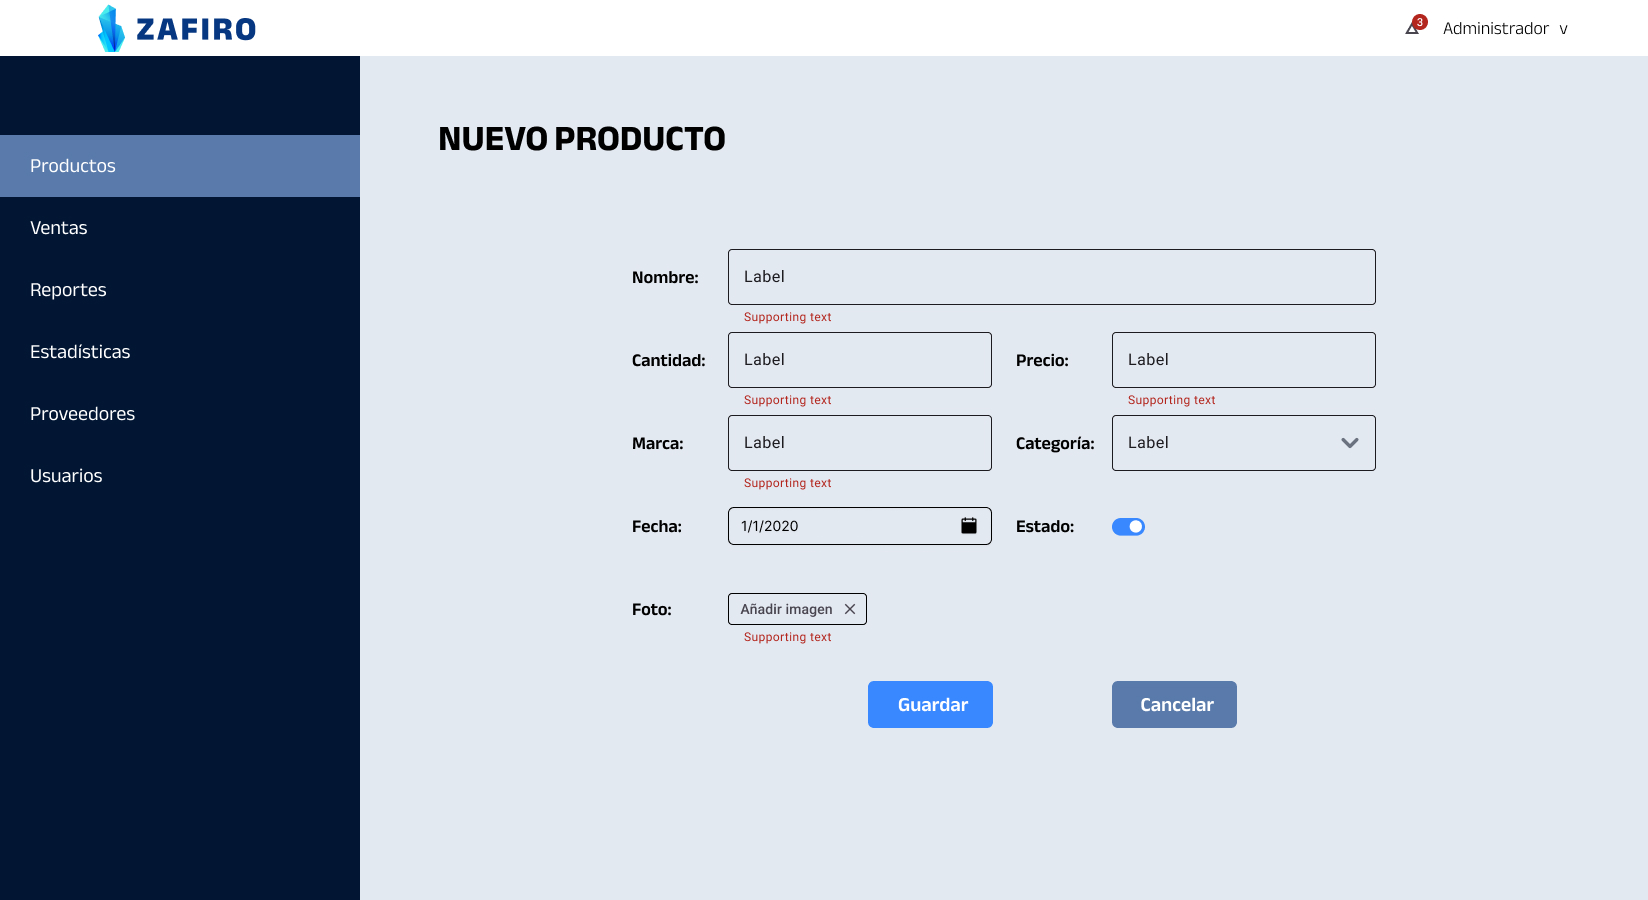 ZAFIRO
3
Administrador v
Productos
Ventas
Reportes
Estadísticas
Proveedores
Usuarios
NUEVO PRODUCTO
Nombre: Label
Supporting text
Cantidad: Label Precio: Label
Supporting text Supporting text
Marca: Label Categoría: Label
Supporting text
Fecha: 1/1/2020 Estado:
Foto: Añadir imagen
Supporting text
Guardar Cancelar